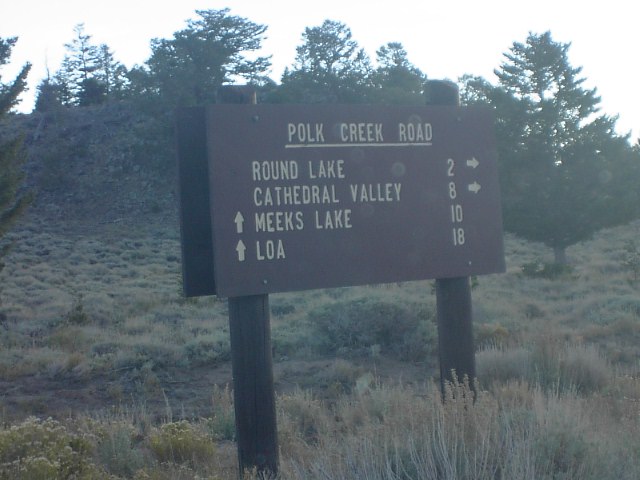 POLK CREEK ROAD
ROUND LAKE 2 →
CATHEDRAL VALLEY 8 →
↑ MEEKS LAKE 10
↑ LOA 18